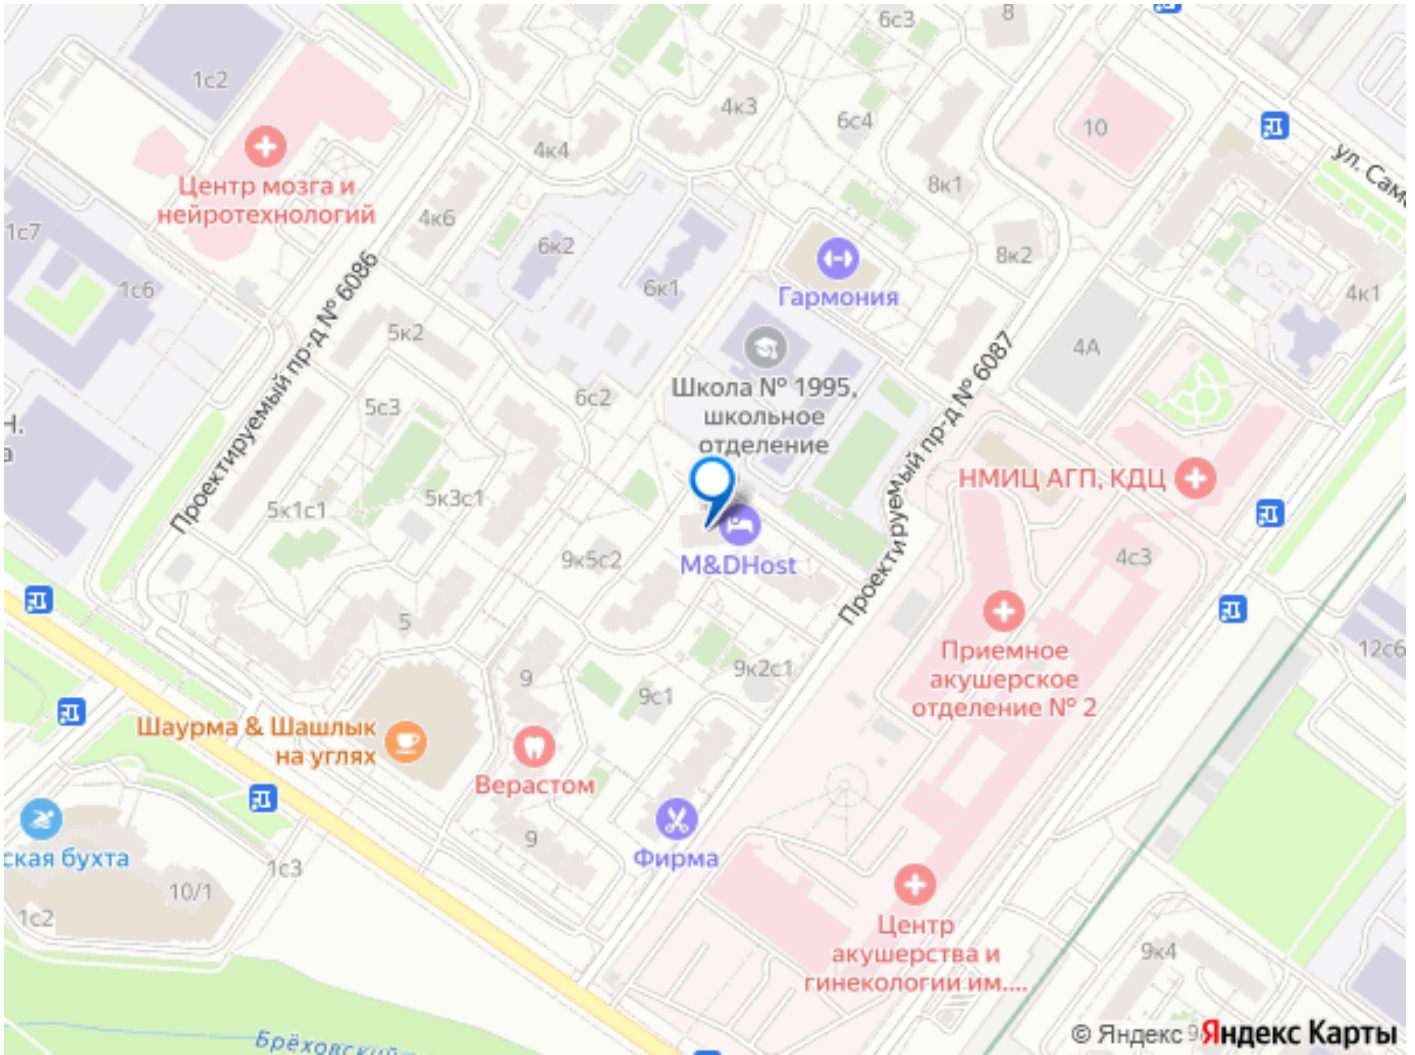 6с3
8
1с2
4к3
6с4
10
4к4
ул. Само
Центр мозга и
нейротехнологий
8к1
4к6
1с7
6к2
8к2
6к1
1с6
Гармония
4к1
Проектируемый пр-д № 6086
5к2
4А
Школа № 1995,
школьное
отделение
6с2
5с3
Проектируемый пр-д № 6087
Н.
а
НМИЦ АГП, КДЦ
5к3с1
5к1с1
M&DHost
9к5с2
4с3
5
Приемное
акушерское
отделение № 2
12с6
9
9к2с1
9с1
Шаурма & Шашлык
на углях
Верастом
9
Фирма
ская бухта
1с3
10/1
1с2
Центр
акушерства и
гинекологии им....
9к4
Брёховский
© Яндекс 9
Яндекс Карты